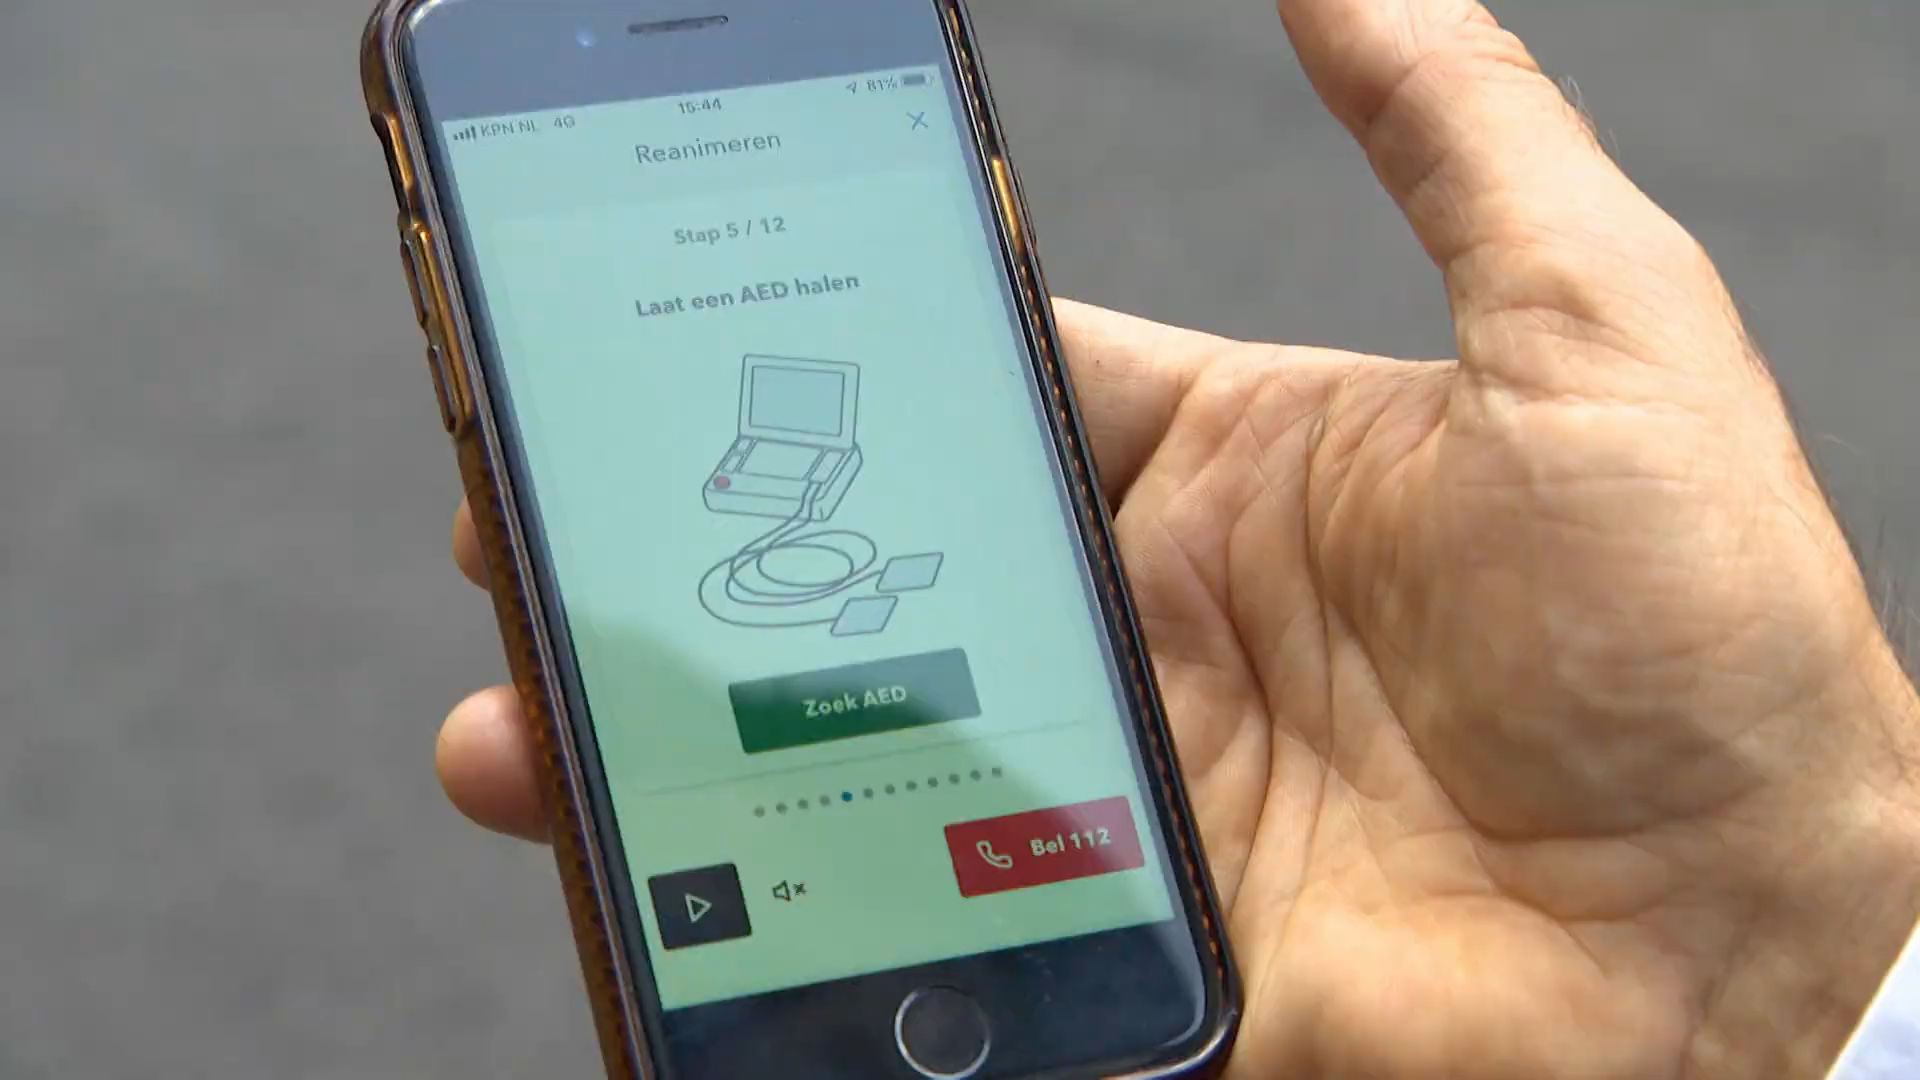 KPN NL 4G 15:44 81%
Reanimeren
Stap 5 / 12
Laat een AED halen
Zoek AED
Bel 112